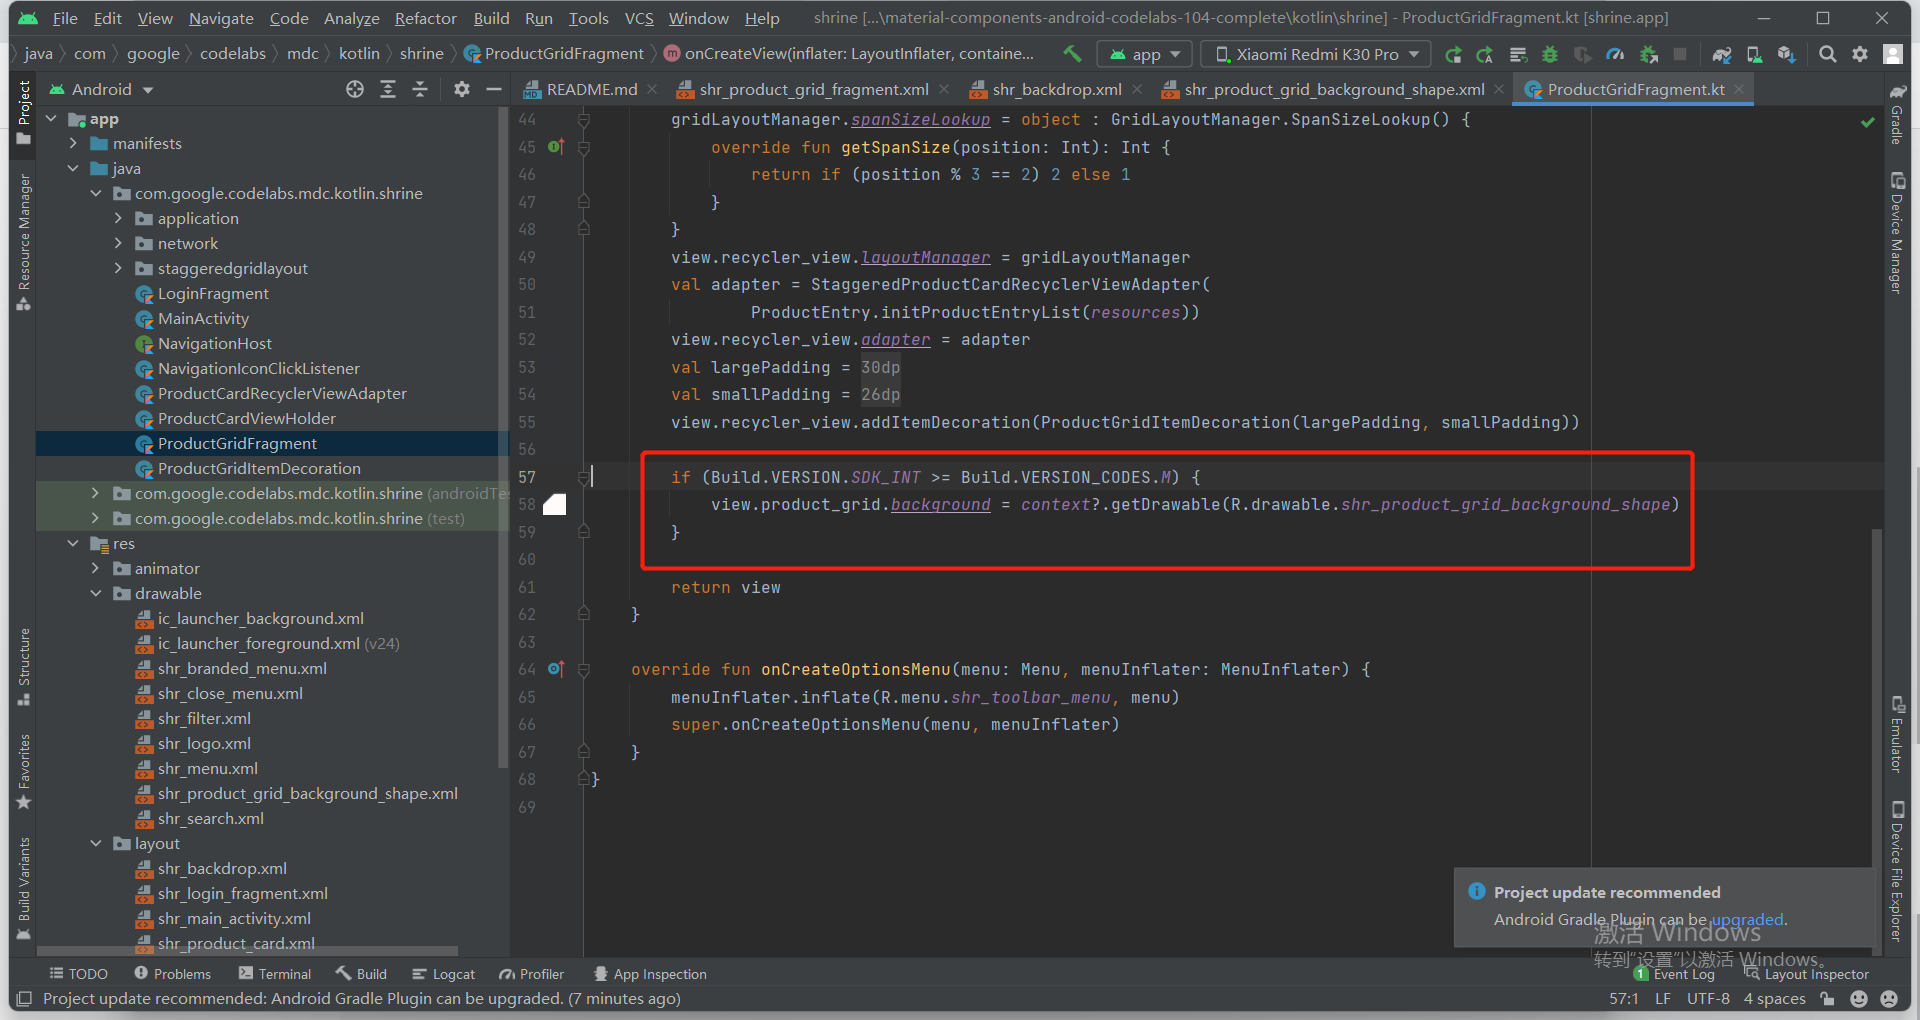 File Edit View Navigate Code Analyze Refactor Build Run Tools VCS Window Help shrine [...\material-components-android-codelabs-104-complete\kotlin\shrine] - ProductGridFragment.kt [shrine.app]
java com google codelabs mdc kotlin shrine ProductGridFragment onCreateView(inflater: LayoutInflater, containe... app Xiaomi Redmi K30 Pro
Android README.md shr_product_grid_fragment.xml shr_backdrop.xml shr_product_grid_background_shape.xml ProductGridFragment.kt
Project
Resource Manager
Structure
Favorites
Build Variants
app
manifests
java
com.google.codelabs.mdc.kotlin.shrine
application
network
staggeredgridlayout
LoginFragment
MainActivity
NavigationHost
NavigationIconClickListener
ProductCardRecyclerViewAdapter
ProductCardViewHolder
ProductGridFragment
ProductGridItemDecoration
com.google.codelabs.mdc.kotlin.shrine (androidTes
com.google.codelabs.mdc.kotlin.shrine (test)
res
animator
drawable
ic_launcher_background.xml
ic_launcher_foreground.xml (v24)
shr_branded_menu.xml
shr_close_menu.xml
shr_filter.xml
shr_logo.xml
shr_menu.xml
shr_product_grid_background_shape.xml
shr_search.xml
layout
shr_backdrop.xml
shr_login_fragment.xml
shr_main_activity.xml
shr_product_card.xml
44 gridLayoutManager.spanSizeLookup = object : GridLayoutManager.SpanSizeLookup() {
45 override fun getSpanSize(position: Int): Int {
46 return if (position % 3 == 2) 2 else 1
47 }
48 }
49 view.recycler_view.layoutManager = gridLayoutManager
50 val adapter = StaggeredProductCardRecyclerViewAdapter(
51 ProductEntry.initProductEntryList(resources))
52 view.recycler_view.adapter = adapter
53 val largePadding = 30dp
54 val smallPadding = 26dp
55 view.recycler_view.addItemDecoration(ProductGridItemDecoration(largePadding, smallPadding))
56
57 if (Build.VERSION.SDK_INT >= Build.VERSION_CODES.M) {
58 view.product_grid.background = context?.getDrawable(R.drawable.shr_product_grid_background_shape)
59 }
60
61 return view
62 }
63
64 override fun onCreateOptionsMenu(menu: Menu, menuInflater: MenuInflater) {
65 menuInflater.inflate(R.menu.shr_toolbar_menu, menu)
66 super.onCreateOptionsMenu(menu, menuInflater)
67 }
68 }
69
Gradle
Device Manager
Emulator
Device File Explorer
Project update recommended
Android Gradle Plugin can be upgraded.
激活 Windows
转到“设置”以激活 Windows。
TODO Problems Terminal Build Logcat Profiler App Inspection 1 Event Log Layout Inspector
Project update recommended: Android Gradle Plugin can be upgraded. (7 minutes ago) 57:1 LF UTF-8 4 spaces